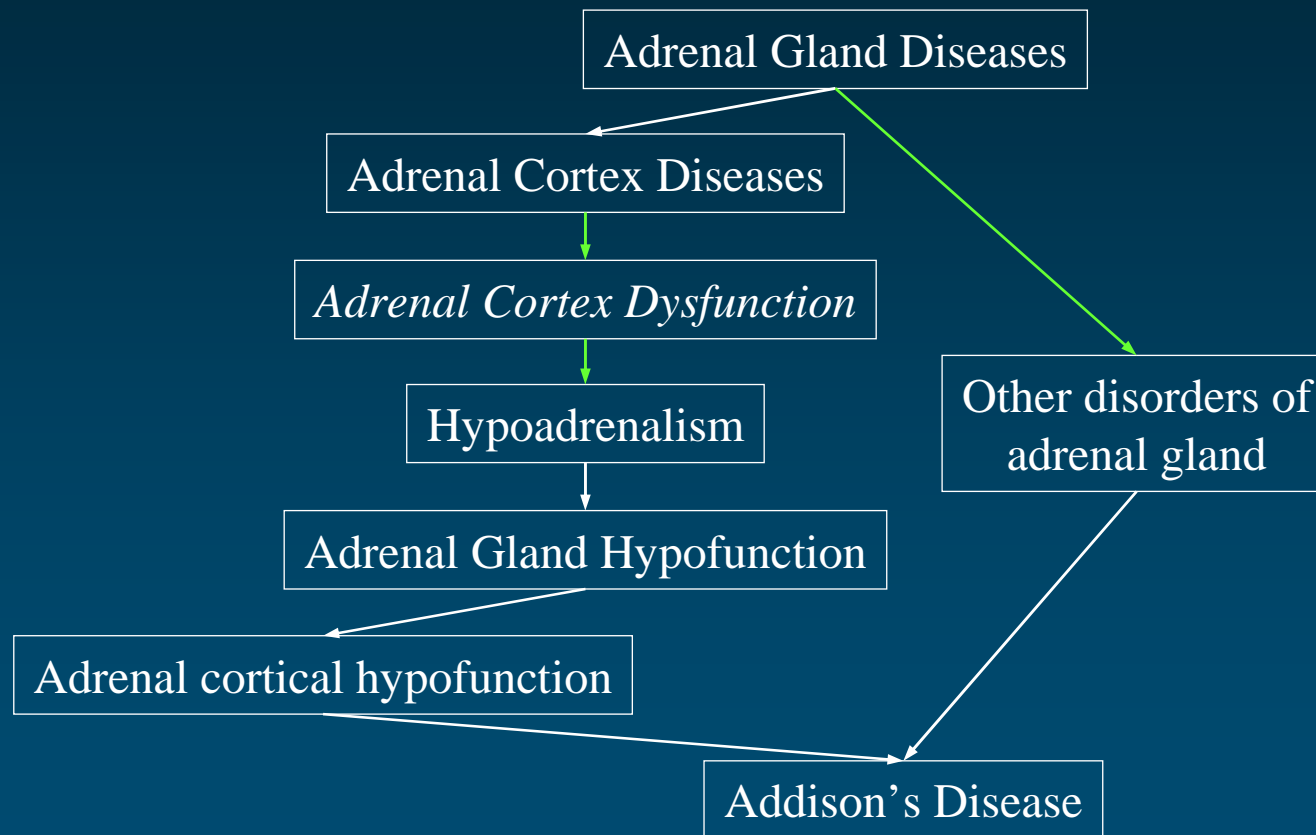 Adrenal Gland Diseases
Adrenal Cortex Diseases
Adrenal Cortex Dysfunction
Hypoadrenalism
Other disorders of
adrenal gland
Adrenal Gland Hypofunction
Adrenal cortical hypofunction
Addison’s Disease